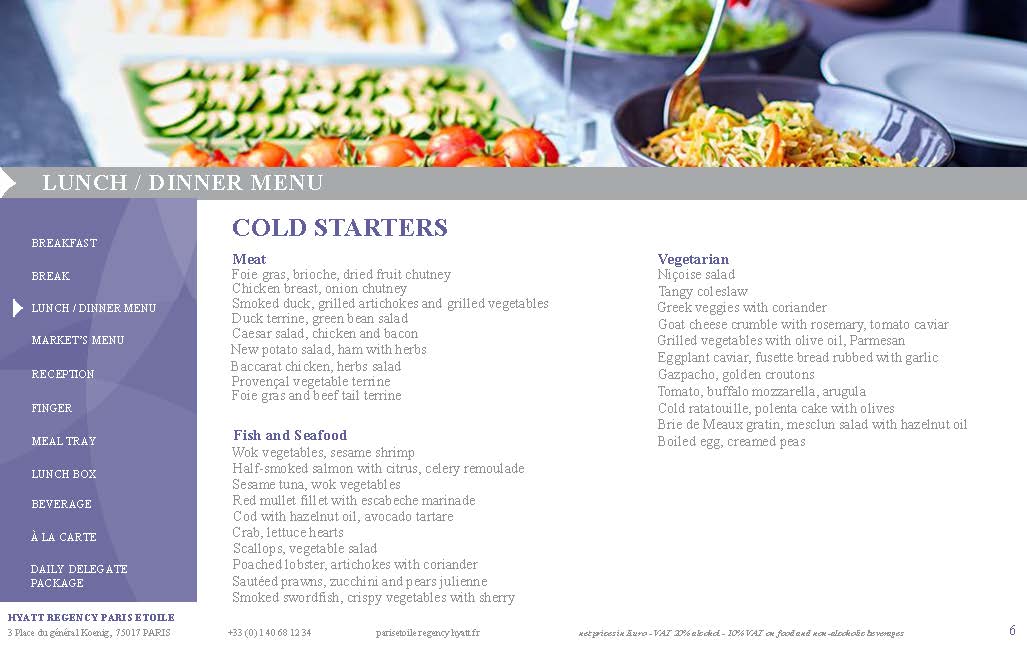 LUNCH / DINNER MENU
BREAKFAST
BREAK
LUNCH / DINNER MENU
MARKET'S MENU
RECEPTION
FINGER
MEAL TRAY
LUNCH BOX
BEVERAGE
À LA CARTE
DAILY DELEGATE
PACKAGE
COLD STARTERS
Meat
Foie gras, brioche, dried fruit chutney
Chicken breast, onion chutney
Smoked duck, grilled artichokes and grilled vegetables
Duck terrine, green bean salad
Caesar salad, chicken and bacon
New potato salad, ham with herbs
Baccarat chicken, herbs salad
Provençal vegetable terrine
Foie gras and beef tail terrine
Fish and Seafood
Wok vegetables, sesame shrimp
Half-smoked salmon with citrus, celery remoulade
Sesame tuna, wok vegetables
Red mullet fillet with escabeche marinade
Cod with hazelnut oil, avocado tartare
Crab, lettuce hearts
Scallops, vegetable salad
Poached lobster, artichokes with coriander
Sautéed prawns, zucchini and pears julienne
Smoked swordfish, crispy vegetables with sherry
Vegetarian
Niçoise salad
Tangy coleslaw
Greek veggies with coriander
Goat cheese crumble with rosemary, tomato caviar
Grilled vegetables with olive oil, Parmesan
Eggplant caviar, fusette bread rubbed with garlic
Gazpacho, golden croutons
Tomato, buffalo mozzarella, arugula
Cold ratatouille, polenta cake with olives
Brie de Meaux gratin, mesclun salad with hazelnut oil
Boiled egg, creamed peas
HYATT REGENCY PARIS ETOILE
3 Place du général Koenig, 75017 PARIS +33 (0) 1 40 68 12 34 parisetoile.regency.hyatt.fr net prices in Euro - VAT 20% alcohol - 10% VAT on food and non-alcoholic beverages 6